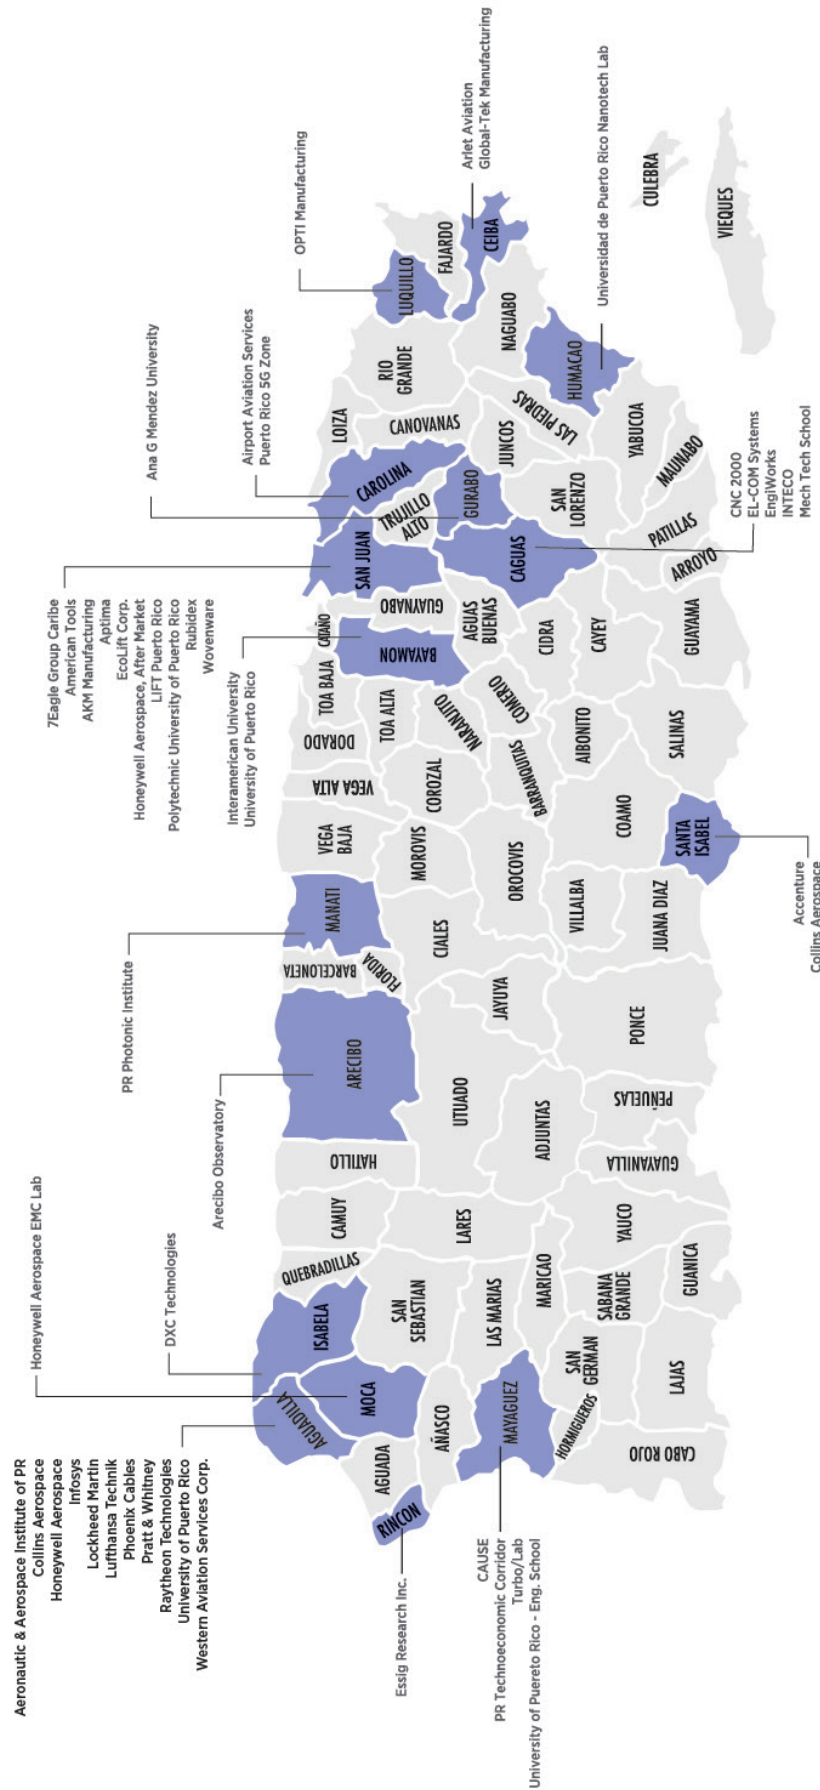 Aeronautic & Aerospace Institute of PR
Collins Aerospace
Honeywell Aerospace
Infosys
Lockheed Martin
Lufthansa Technik
Phoenix Cables
Pratt & Whitney
Raytheon Technologies
University of Puerto Rico
Western Aviation Services Corp.
Honeywell Aerospace EMC Lab
DXC Technologies
Arecibo Observatory
PR Photonic Institute
7Eagle Group Caribe
American Tools
AKM Manufacturing
Aptima
EcoLift Corp.
Honeywell Aerospace, After Market
LIFT Puerto Rico
Polytechnic University of Puerto Rico
Rubidex
Wovenware
Interamerican University
University of Puerto Rico
Ana G Mendez University
Airport Aviation Services
Puerto Rico 5G Zone
OPTI Manufacturing
Arlet Aviation
Global-Tek Manufacturing
Universidad de Puerto Rico Nanotech Lab
AGUADILLA
ISABELA
QUEBRADILLAS
CAMUY
HATILLO
ARECIBO
BARCELONETA
FLORIDA
MANATI
VEGA
BAJA
VEGA ALTA
DORADO
TOA BAJA
TOA ALTA
CATAÑO
BAYAMON
GUAYNABO
SAN JUAN
TRUJILLO
ALTO
CAROLINA
LOIZA
CANOVANAS
RIO
GRANDE
LUQUILLO
FAJARDO
CEIBA
CULEBRA
VIEQUES
RINCON
AGUADA
MOCA
AÑASCO
SAN
SEBASTIAN
LARES
UTUADO
CIALES
MOROVIS
COROZAL
NARANJITO
AGUAS
BUENAS
CAGUAS
GURABO
JUNCOS
LAS PIEDRAS
NAGUABO
HUMACAO
MAYAGUEZ
LAS MARIAS
MARICAO
ADJUNTAS
JAYUYA
OROCOVIS
BARRANQUITAS
COMERIO
CIDRA
CAYEY
SAN
LORENZO
YABUCOA
MAUNABO
HORMIGUEROS
SAN
GERMAN
SABANA
GRANDE
YAUCO
GUAYANILLA
PEÑUELAS
PONCE
VILLALBA
JUANA DIAZ
COAMO
AIBONITO
SALINAS
GUAYAMA
PATILLAS
ARROYO
CABO ROJO
LAJAS
GUANICA
SANTA
ISABEL
Essig Research Inc.
CAUSE
PR Technoeconomic Corridor
Turbo/Lab
University of Puereto Rico - Eng. School
Accenture
Collins Aerospace
CNC 2000
EL-COM Systems
EngiWorks
INTECO
Mech Tech School